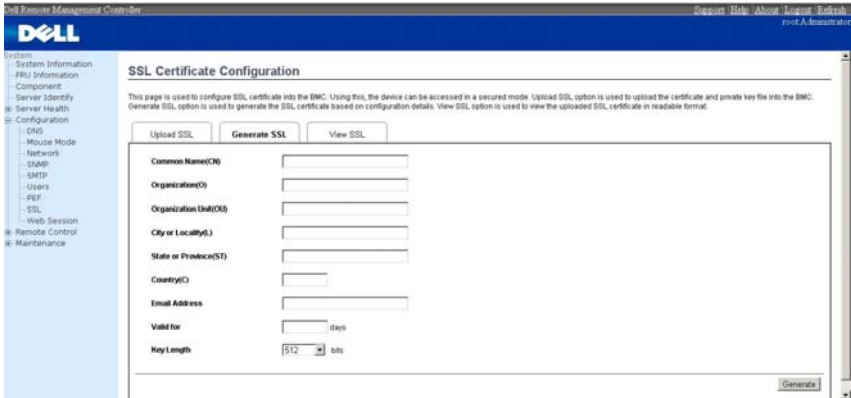 Dell Remote Management Controller
Support Help About Logout Refresh
root:Administrator
DELL
System
System Information
FRU Information
Component
Server Identify
Server Health
Configuration
DNS
Mouse Mode
Network
SNMP
SMTP
Users
PEF
SSL
Web Session
Remote Control
Maintenance
SSL Certificate Configuration
This page is used to configure SSL certificate into the BMC. Using this, the device can be accessed in a secured mode. Upload SSL option is used to upload the certificate and private key file into the BMC.
Generate SSL option is used to generate the SSL certificate based on configuration details. View SSL option is used to view the uploaded SSL certificate in readable format.
Upload SSL Generate SSL View SSL
Common Name(CN)
Organization(O)
Organization Unit(OU)
City or Locality(L)
State or Province(ST)
Country(C)
Email Address
Valid for days
Key Length 512 bits
Generate